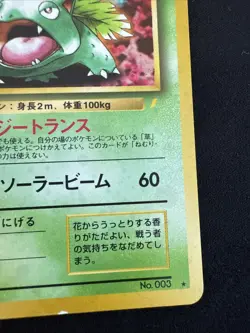 ン：身長2m、体重100kg
ジートランス
でも使える。自分の場のポケモンについている「草」
ポケモンにつけかえてよい。このカードが「ねむり・
の力は使えない。
ソーラービーム 60
にげる
花からうっとりする香
りがただよい、戦う者の
気持ちをなだめてしま
う。
No. 003 ★